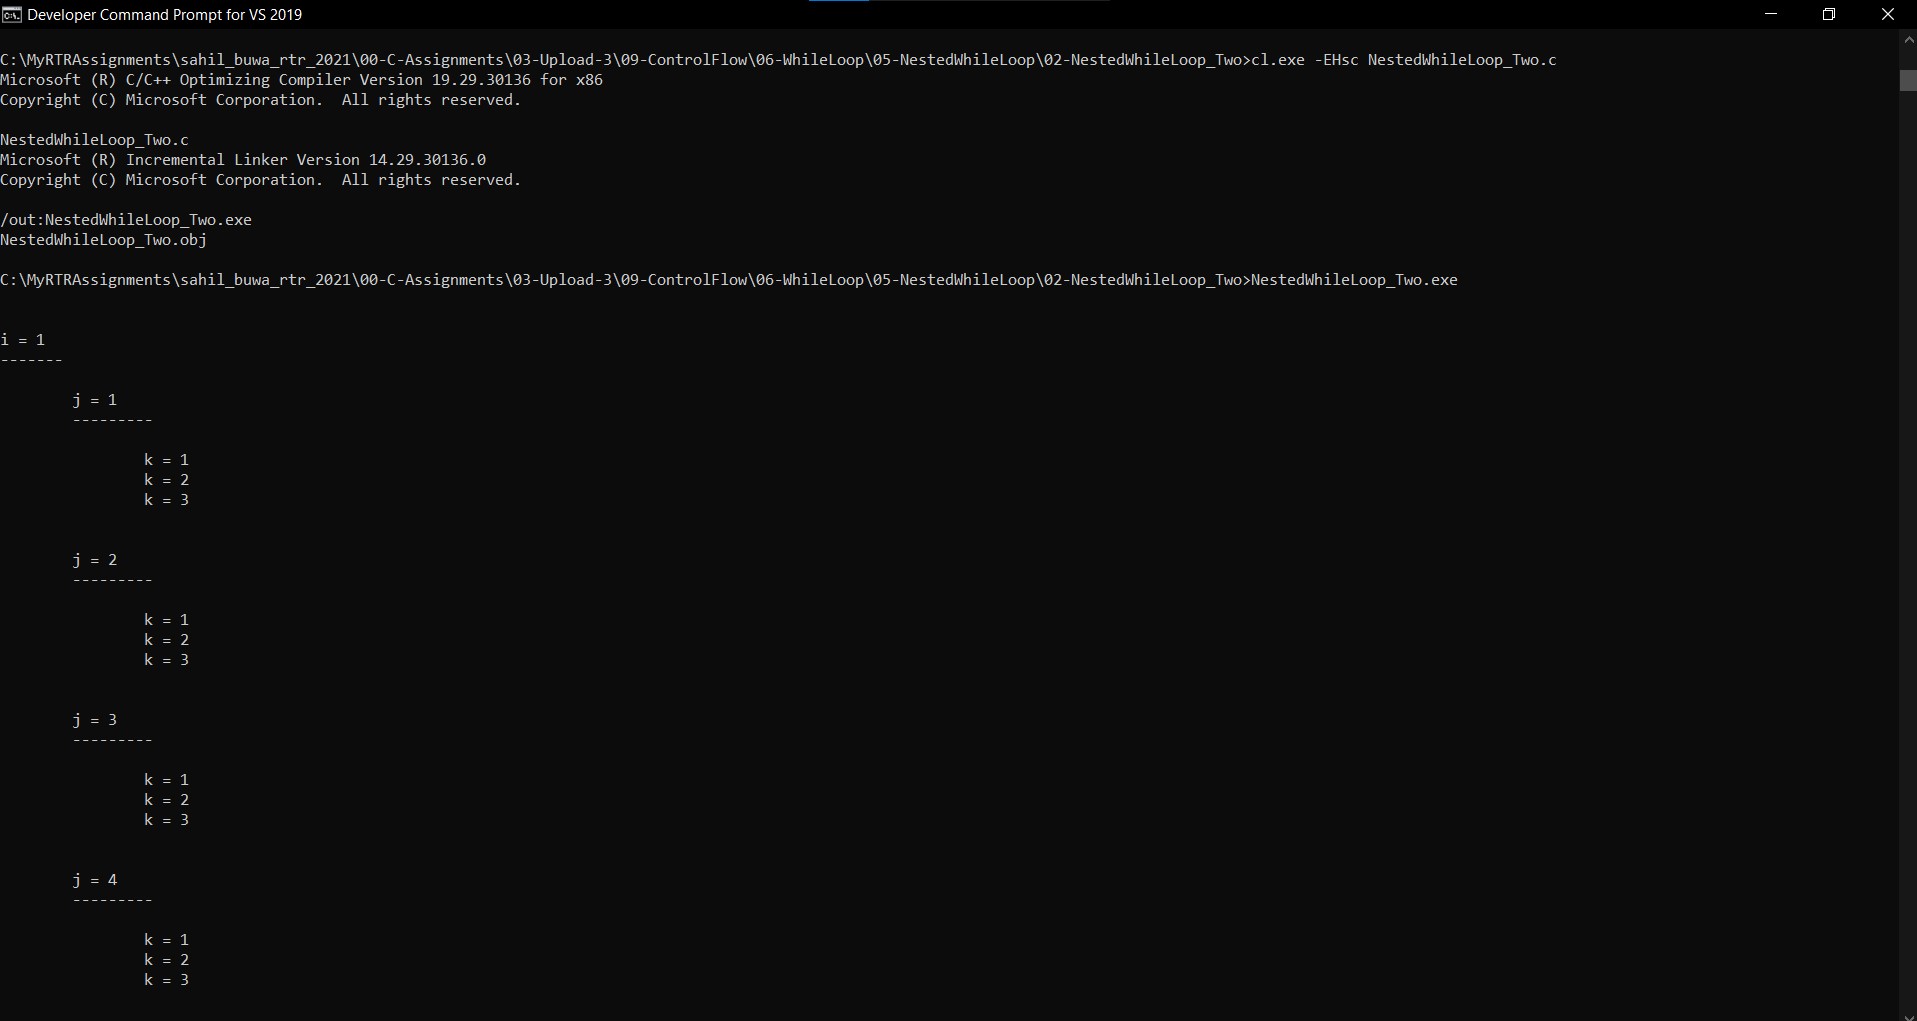 Developer Command Prompt for VS 2019
C:\MyRTRAssignments\sahil_buwa_rtr_2021\00-C-Assignments\03-Upload-3\09-ControlFlow\06-WhileLoop\05-NestedWhileLoop\02-NestedWhileLoop_Two>cl.exe -EHsc NestedWhileLoop_Two.c
Microsoft (R) C/C++ Optimizing Compiler Version 19.29.30136 for x86
Copyright (C) Microsoft Corporation.  All rights reserved.
NestedWhileLoop_Two.c
Microsoft (R) Incremental Linker Version 14.29.30136.0
Copyright (C) Microsoft Corporation.  All rights reserved.
/out:NestedWhileLoop_Two.exe
NestedWhileLoop_Two.obj
C:\MyRTRAssignments\sahil_buwa_rtr_2021\00-C-Assignments\03-Upload-3\09-ControlFlow\06-WhileLoop\05-NestedWhileLoop\02-NestedWhileLoop_Two>NestedWhileLoop_Two.exe
i = 1
-------
j = 1
---------
k = 1
k = 2
k = 3
j = 2
---------
k = 1
k = 2
k = 3
j = 3
---------
k = 1
k = 2
k = 3
j = 4
---------
k = 1
k = 2
k = 3